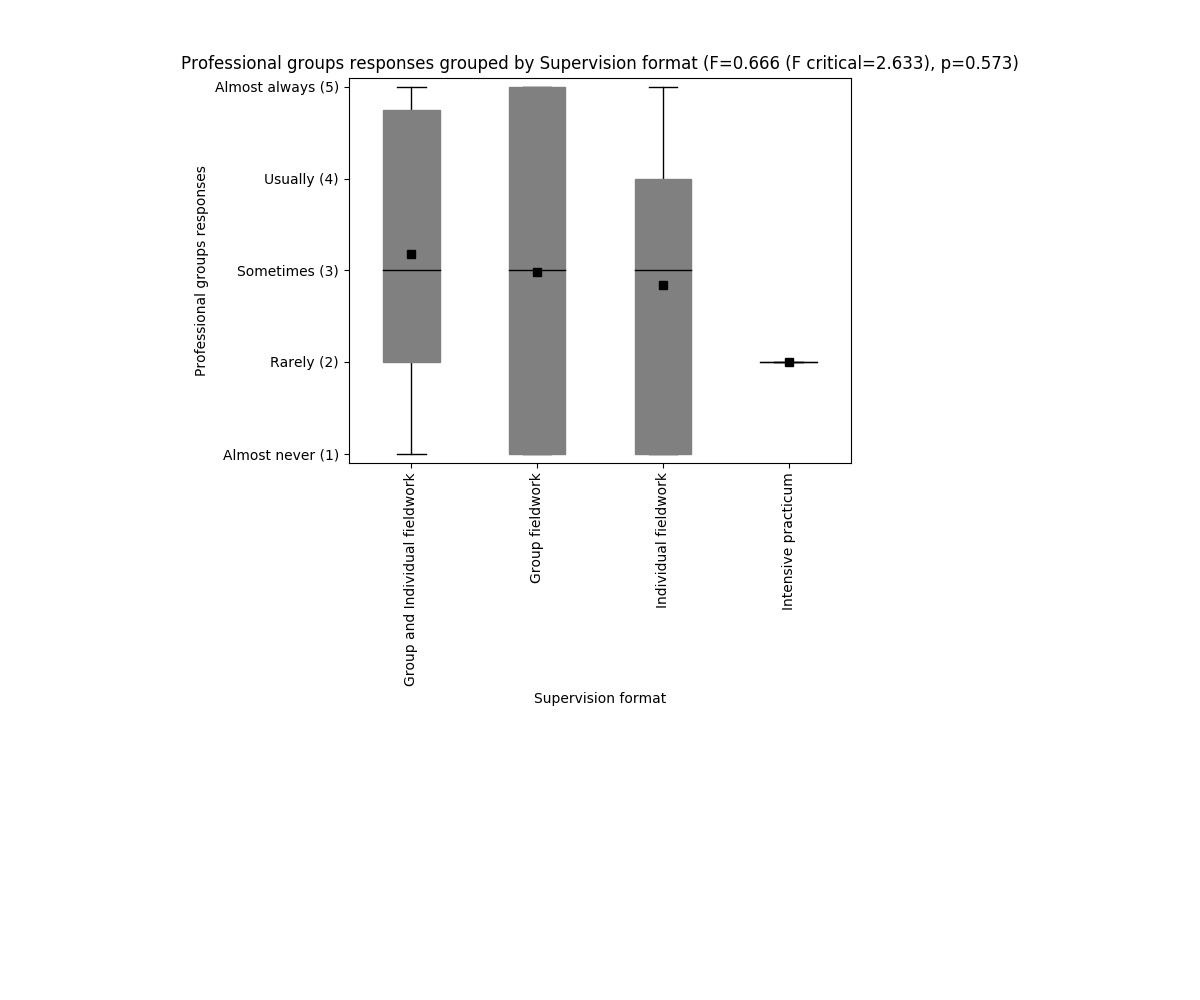 Professional groups responses grouped by Supervision format (F=0.666 (F critical=2.633), p=0.573)
Professional groups responses
Almost always (5)
Usually (4)
Sometimes (3)
Rarely (2)
Almost never (1)
Group and Individual fieldwork
Group fieldwork
Individual fieldwork
Intensive practicum
Supervision format